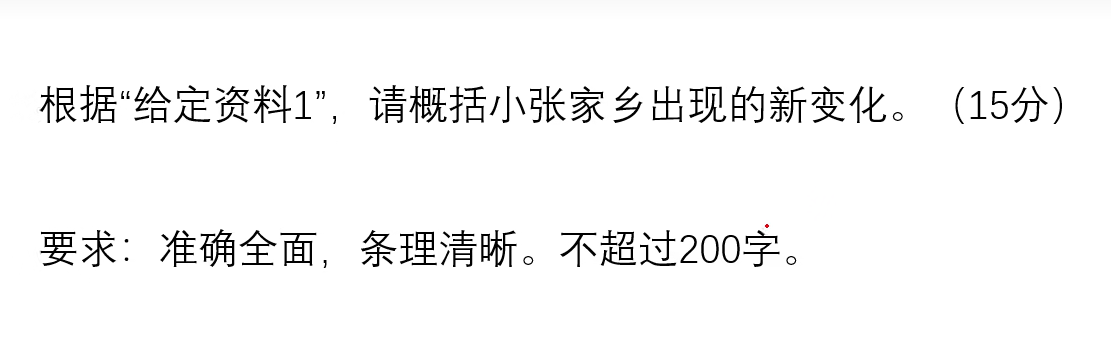 根据“给定资料1”，请概括小张家乡出现的新变化。（15分）
要求：准确全面，条理清晰。不超过200字。